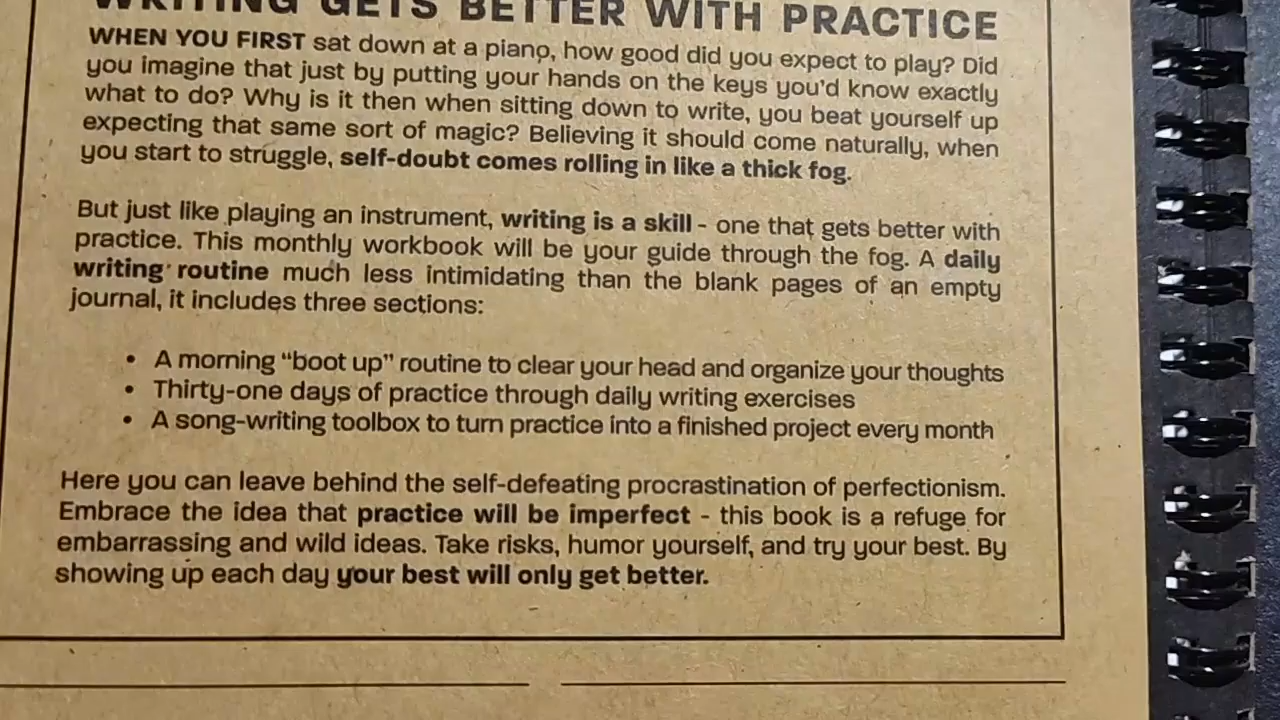 WRITING GETS BETTER WITH PRACTICE
WHEN YOU FIRST sat down at a piano, how good did you expect to play? Did
you imagine that just by putting your hands on the keys you'd know exactly
what to do? Why is it then when sitting down to write, you beat yourself up
expecting that same sort of magic? Believing it should come naturally, when
you start to struggle, self-doubt comes rolling in like a thick fog.
But just like playing an instrument, writing is a skill - one that gets better with
practice. This monthly workbook will be your guide through the fog. A daily
writing routine much less intimidating than the blank pages of an empty
journal, it includes three sections:
• A morning “boot up” routine to clear your head and organize your thoughts
• Thirty-one days of practice through daily writing exercises
• A song-writing toolbox to turn practice into a finished project every month
Here you can leave behind the self-defeating procrastination of perfectionism.
Embrace the idea that practice will be imperfect - this book is a refuge for
embarrassing and wild ideas. Take risks, humor yourself, and try your best. By
showing up each day your best will only get better.